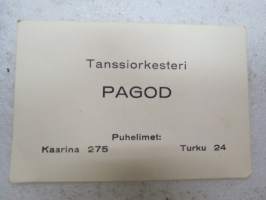 Tanssiorkesteri
PAGOD
Puhelimet:
Kaarina 275 Turku 24